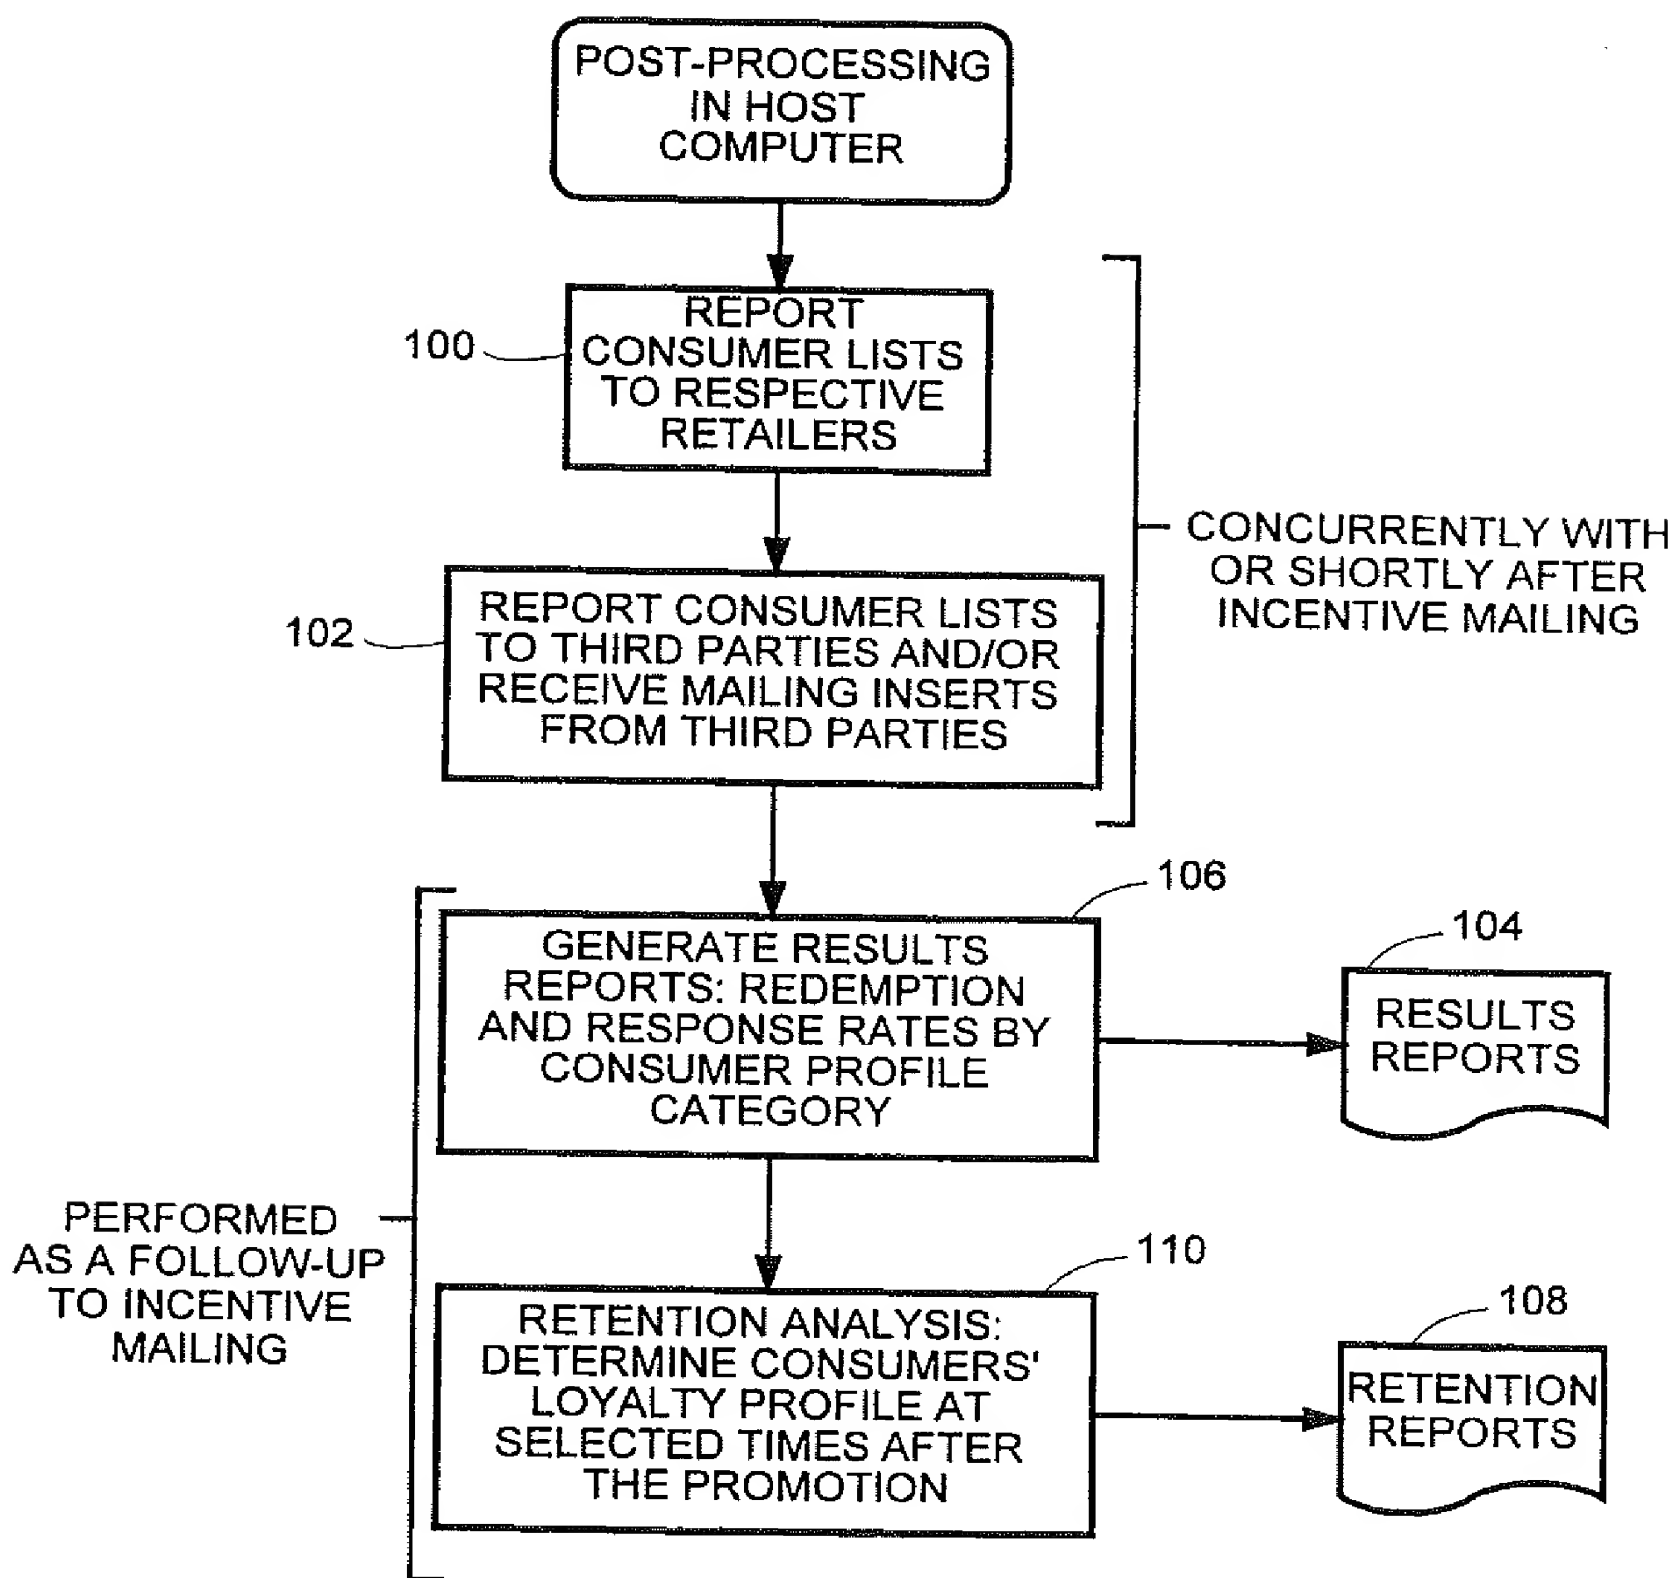 POST-PROCESSING
IN HOST
COMPUTER
100
REPORT
CONSUMER LISTS
TO RESPECTIVE
RETAILERS
CONCURRENTLY WITH
OR SHORTLY AFTER
INCENTIVE MAILING
102
REPORT CONSUMER LISTS
TO THIRD PARTIES AND/OR
RECEIVE MAILING INSERTS
FROM THIRD PARTIES
106
GENERATE RESULTS
REPORTS: REDEMPTION
AND RESPONSE RATES BY
CONSUMER PROFILE
CATEGORY
104
RESULTS
REPORTS
PERFORMED
AS A FOLLOW-UP
TO INCENTIVE
MAILING
110
RETENTION ANALYSIS:
DETERMINE CONSUMERS'
LOYALTY PROFILE AT
SELECTED TIMES AFTER
THE PROMOTION
108
RETENTION
REPORTS